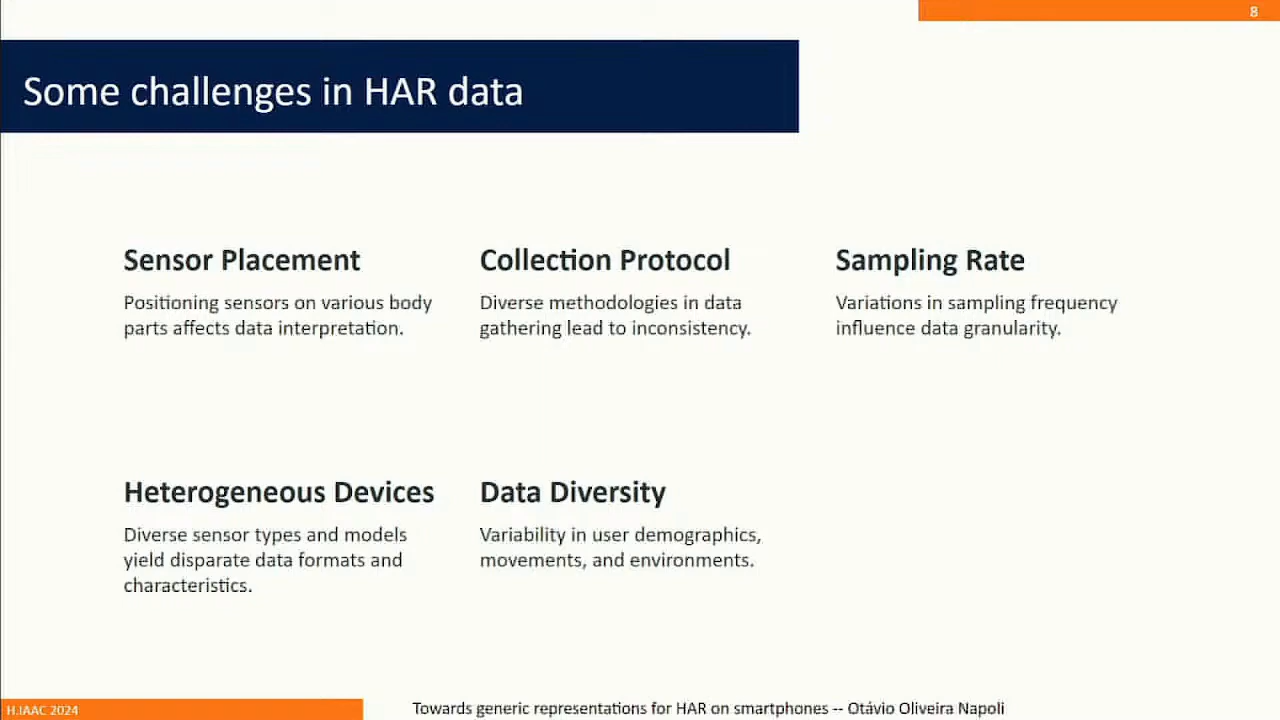 8
Some challenges in HAR data
Sensor Placement
Positioning sensors on various body
parts affects data interpretation.
Collection Protocol
Diverse methodologies in data
gathering lead to inconsistency.
Sampling Rate
Variations in sampling frequency
influence data granularity.
Heterogeneous Devices
Diverse sensor types and models
yield disparate data formats and
characteristics.
Data Diversity
Variability in user demographics,
movements, and environments.
H.IAAC 2024
Towards generic representations for HAR on smartphones -- Otávio Oliveira Napoli